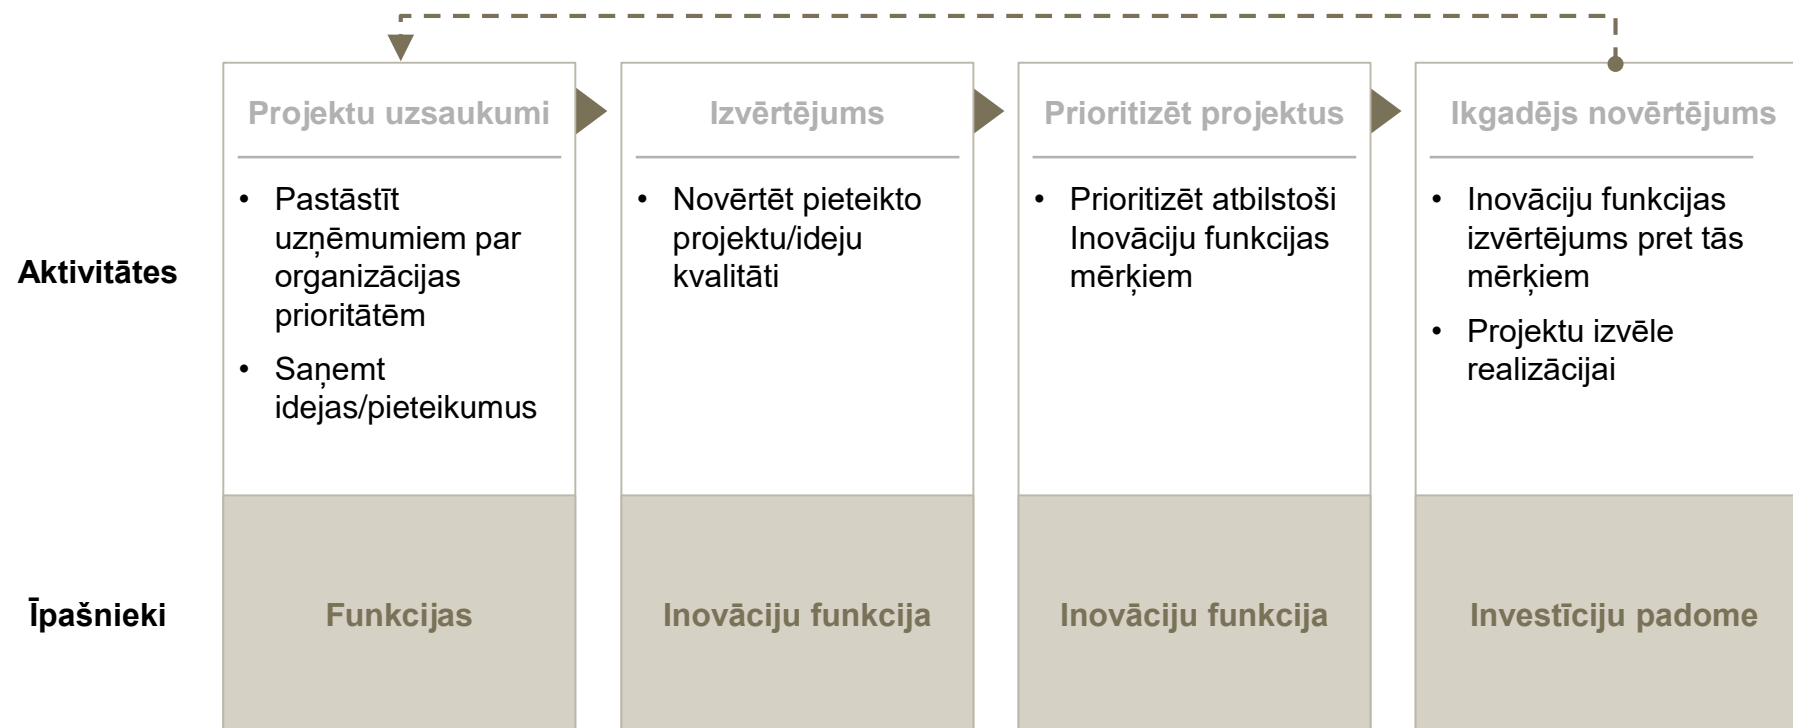 Projektu uzsaukumi
Izvērtējums
Prioritizēt projektus
Ikgadējs novērtējums
Aktivitātes
• Pastāstīt
uzņēmumiem par
organizācijas
prioritātēm
• Saņemt
idejas/pieteikumus
• Novērtēt pieteikto
projektu/ideju
kvalitāti
• Prioritizēt atbilstoši
Inovāciju funkcijas
mērķiem
• Inovāciju funkcijas
izvērtējums pret tās
mērķiem
• Projektu izvēle
realizācijai
Īpašnieki
Funkcijas
Inovāciju funkcija
Inovāciju funkcija
Investīciju padome